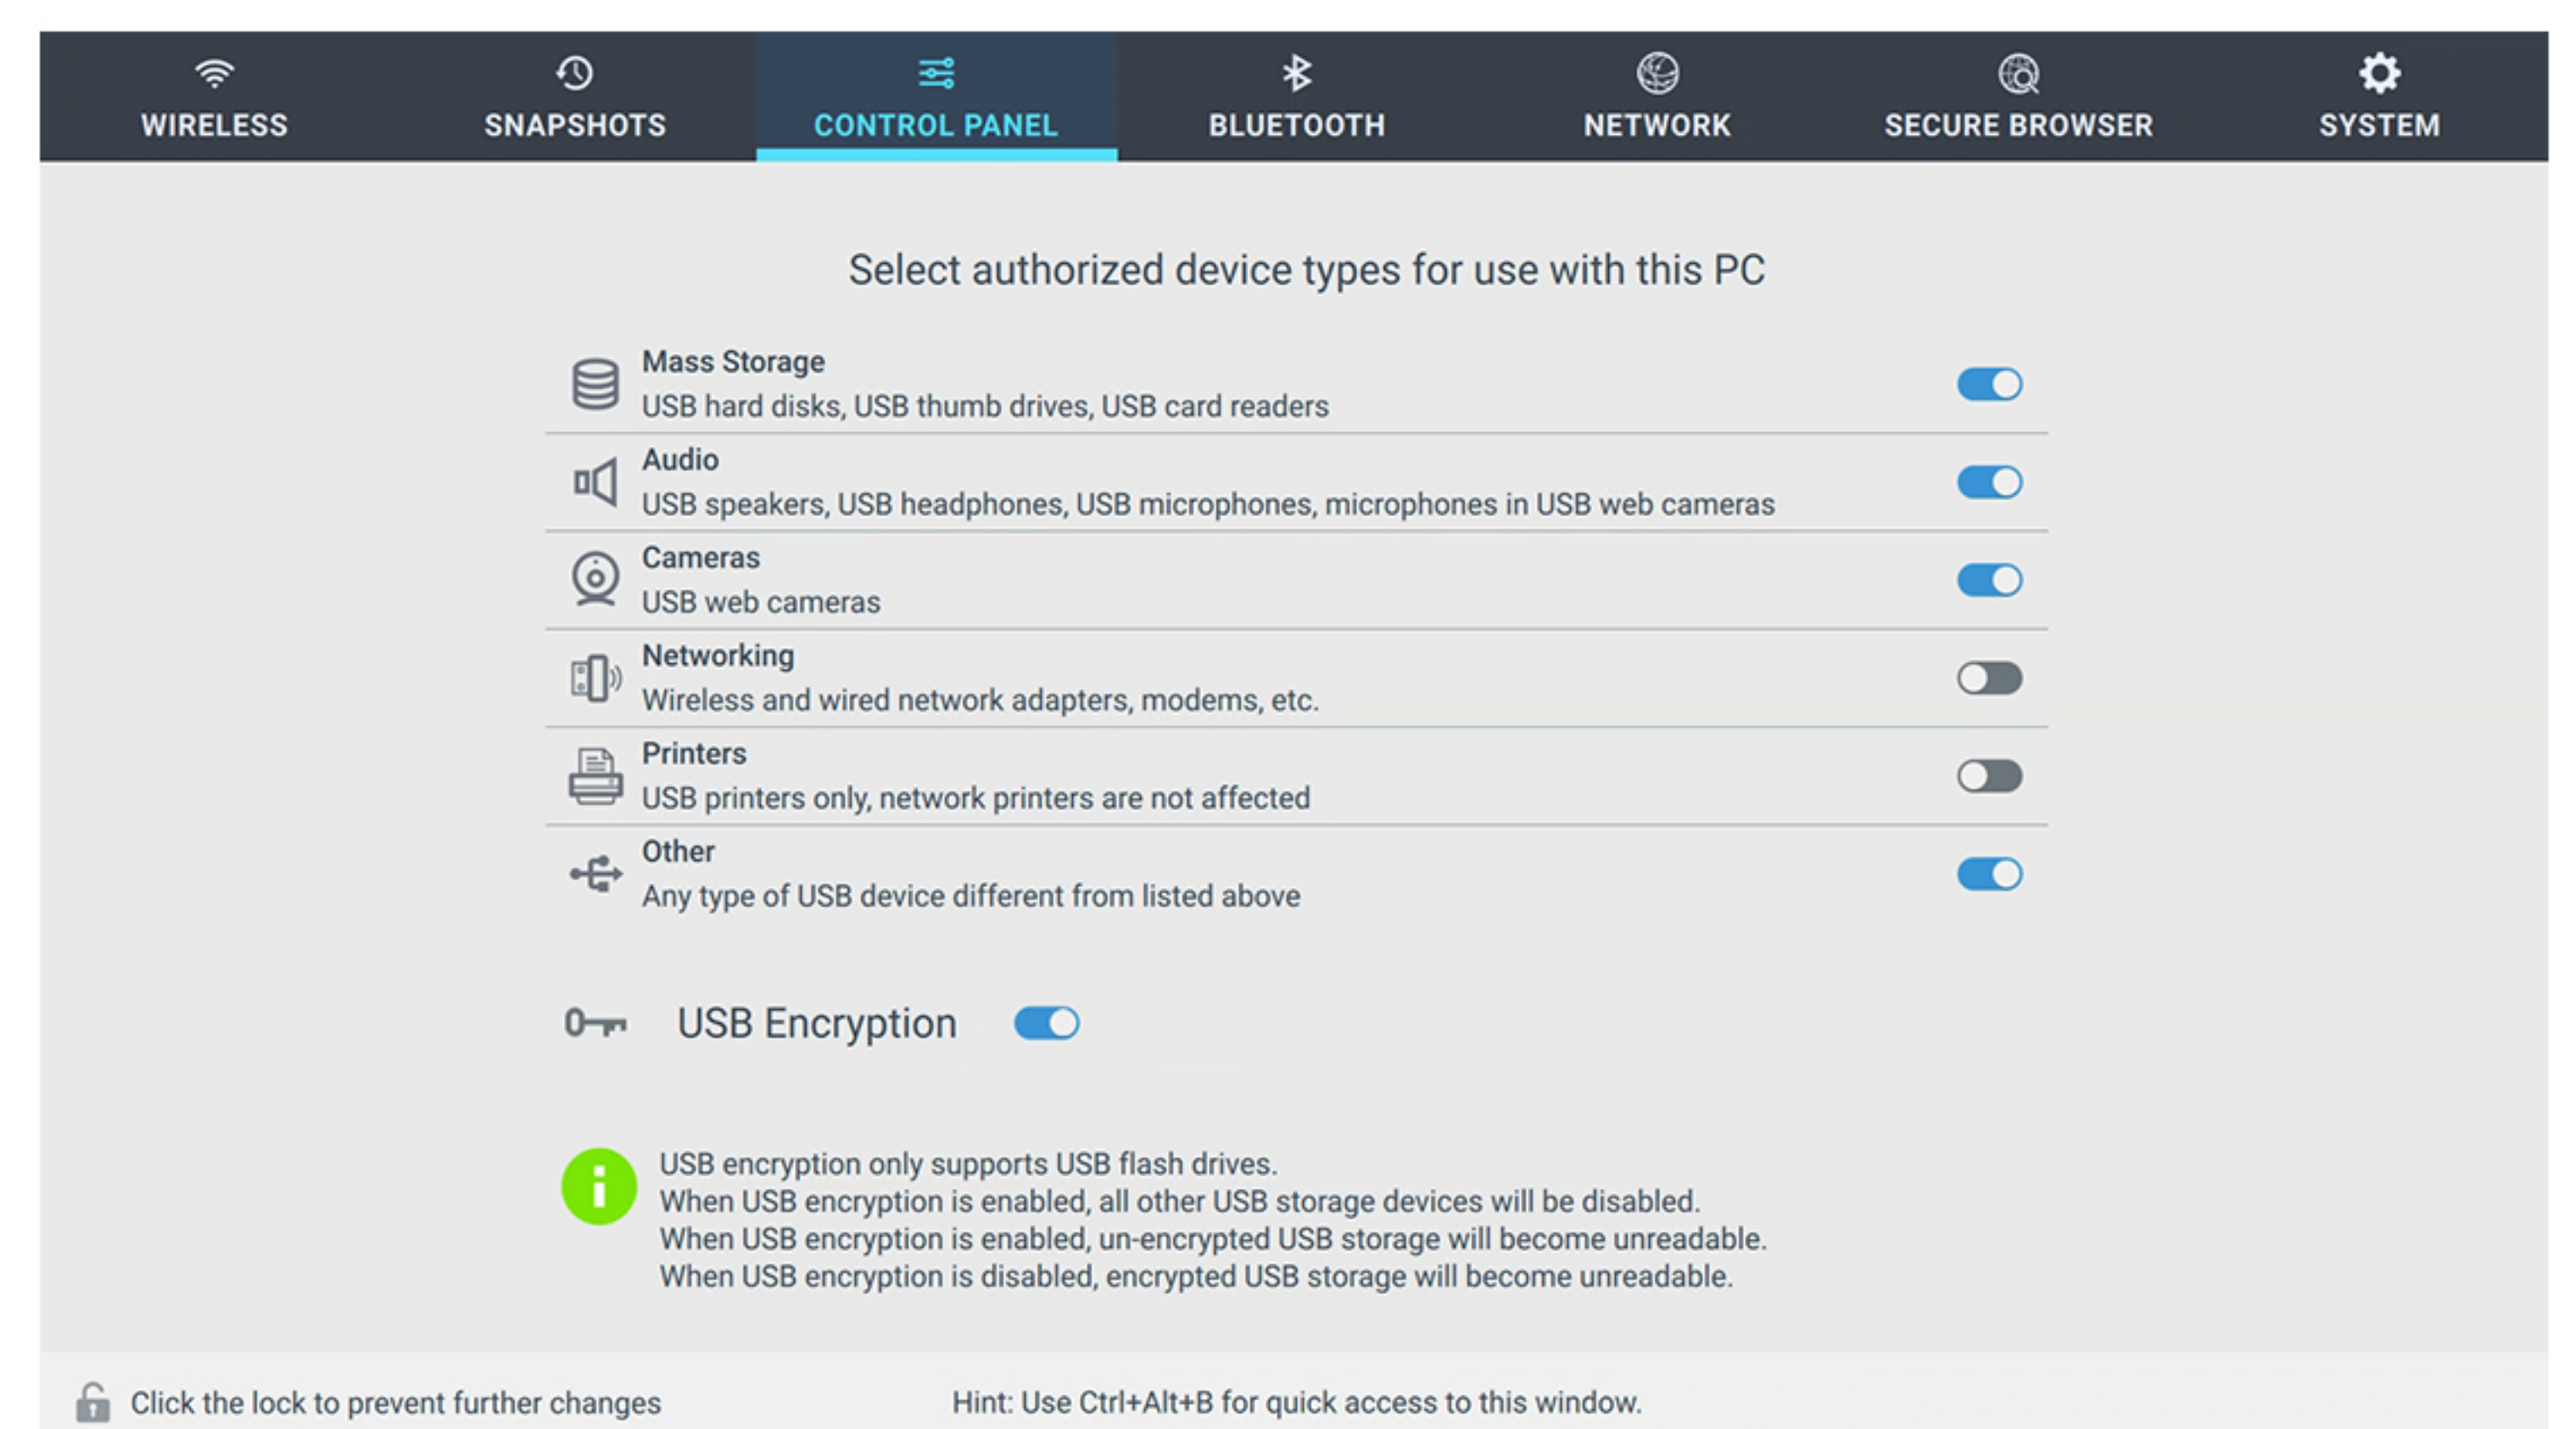 WIRELESS
SNAPSHOTS
CONTROL PANEL
BLUETOOTH
NETWORK
SECURE BROWSER
SYSTEM
Select authorized device types for use with this PC
Mass Storage
USB hard disks, USB thumb drives, USB card readers
Audio
USB speakers, USB headphones, USB microphones, microphones in USB web cameras
Cameras
USB web cameras
Networking
Wireless and wired network adapters, modems, etc.
Printers
USB printers only, network printers are not affected
Other
Any type of USB device different from listed above
USB Encryption
USB encryption only supports USB flash drives.
When USB encryption is enabled, all other USB storage devices will be disabled.
When USB encryption is enabled, un-encrypted USB storage will become unreadable.
When USB encryption is disabled, encrypted USB storage will become unreadable.
Click the lock to prevent further changes
Hint: Use Ctrl+Alt+B for quick access to this window.